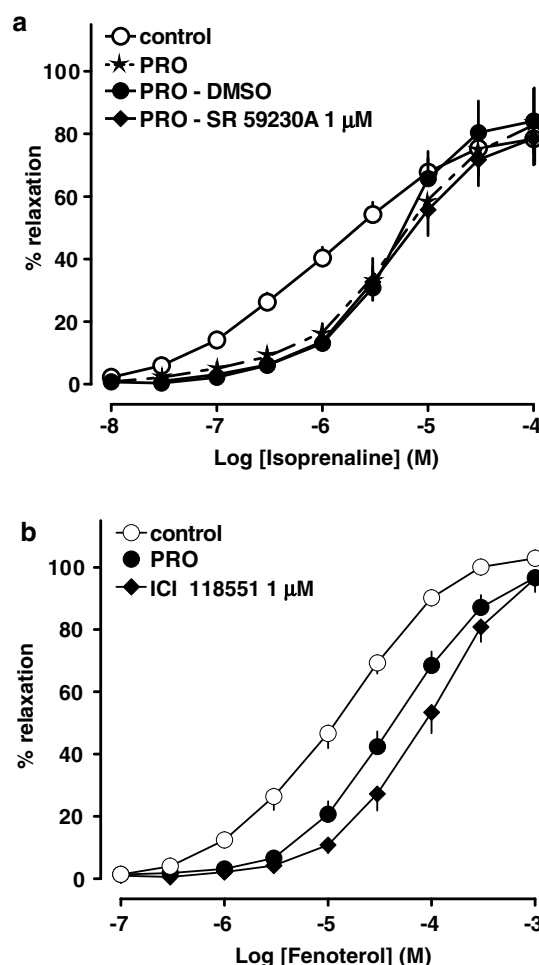 a
control
PRO
PRO - DMSO
PRO - SR 59230A 1 µM
100
80
60
40
20
0
% relaxation
-8 -7 -6 -5 -4
Log [Isoprenaline] (M)
b
control
PRO
ICI 118551 1 µM
100
80
60
40
20
0
% relaxation
-7 -6 -5 -4 -3
Log [Fenoterol] (M)